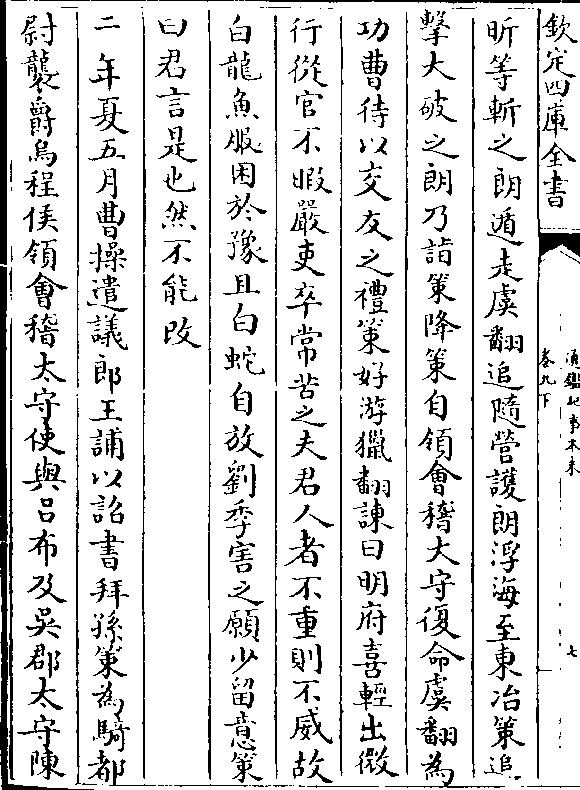 欽定四庫全書
通鑑紀事本末
卷九下
七
昕等斬之朗遁走虞翻追隨營護朗浮海至東冶策追
擊大破之朗乃詣策降策自領會稽大守復命虞翻為
功曹待以交友之禮策好游獵翻諫曰明府喜輕出微
行從官不暇嚴吏卒常苦之夫君人者不重則不威故
白龍魚服困於豫且白蛇自放劉季害之願少留意策
曰君言是也然不能改
二年夏五月曹操遣議郎王誧以詔書拜孫策為騎都
尉襲爵烏程侯領會稽太守使與吕布及吳郡太守陳